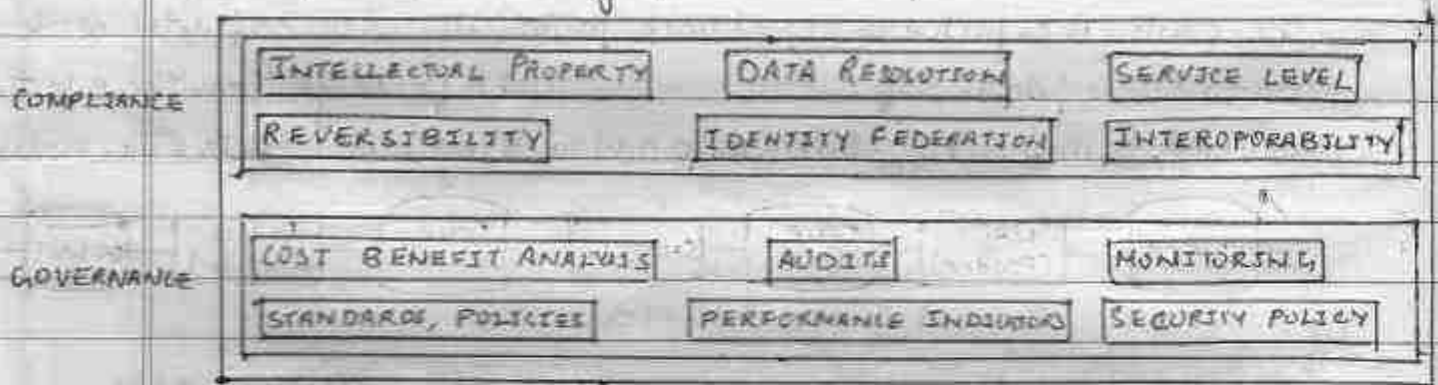 INTELLECTUAL PROPERTY DATA RESOLUTION SERVICE LEVEL
COMPLIANCE
REVERSIBILITY IDENTITY FEDERATION INTEROPORABILITY
COST BENEFIT ANALYSIS AUDITS MONITORING
GOVERNANCE
STANDARDS, POLICIES PERFORMANCE INDICATORS SECURITY POLICY